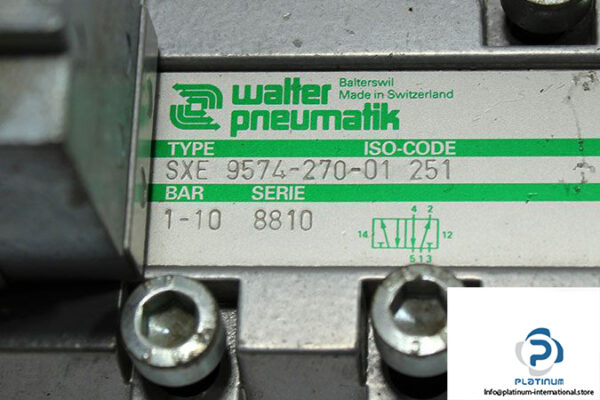 walter pneumatik
Balterswil
Made in Switzerland
TYPE ISO-CODE
SXE 9574-270-01 251
BAR SERIE
1-10 8810
4 2
14 12
5 1 3
P
PLATINUM
info@platinum-international.store